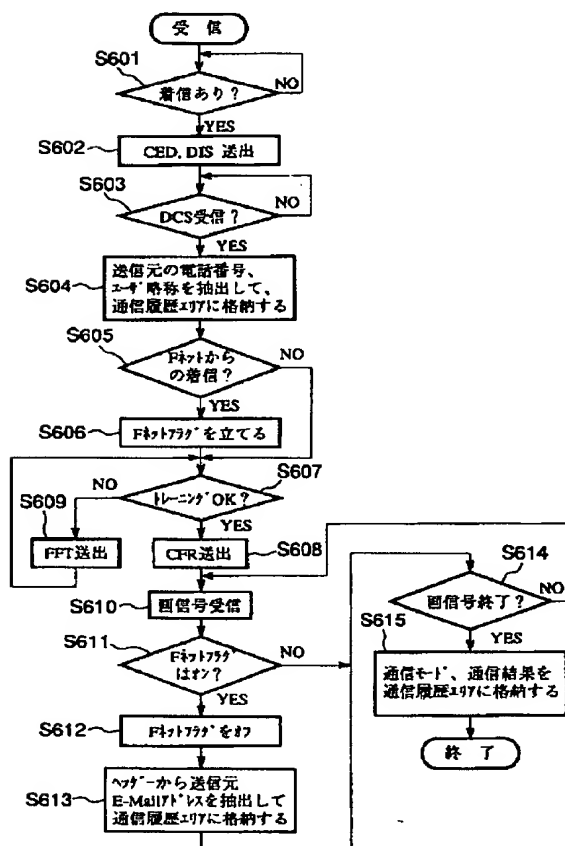 受 信
S601
着信あり?
NO
YES
S602
CED, DIS 送出
S603
NO
DCS受信?
YES
S604
送信元の電話番号、
ユーザ略称を抽出して、
通信履歴エリアに格納する
S605
Fネットから
の着信?
NO
YES
S606
Fネットフラグを立てる
S607
NO
トレーニングOK?
S609
YES
FFT送出
CFR送出
S608
S610
画信号受信
S611
Fネットフラグ
はオン?
NO
YES
S612
Fネットフラグをオフ
S613
ヘッダーから送信元
E-Mailアドレスを抽出して
通信履歴エリアに格納する
S614
画信号終了?
NO
S615
YES
通信モード、通信結果を
通信履歴エリアに格納する
終 了